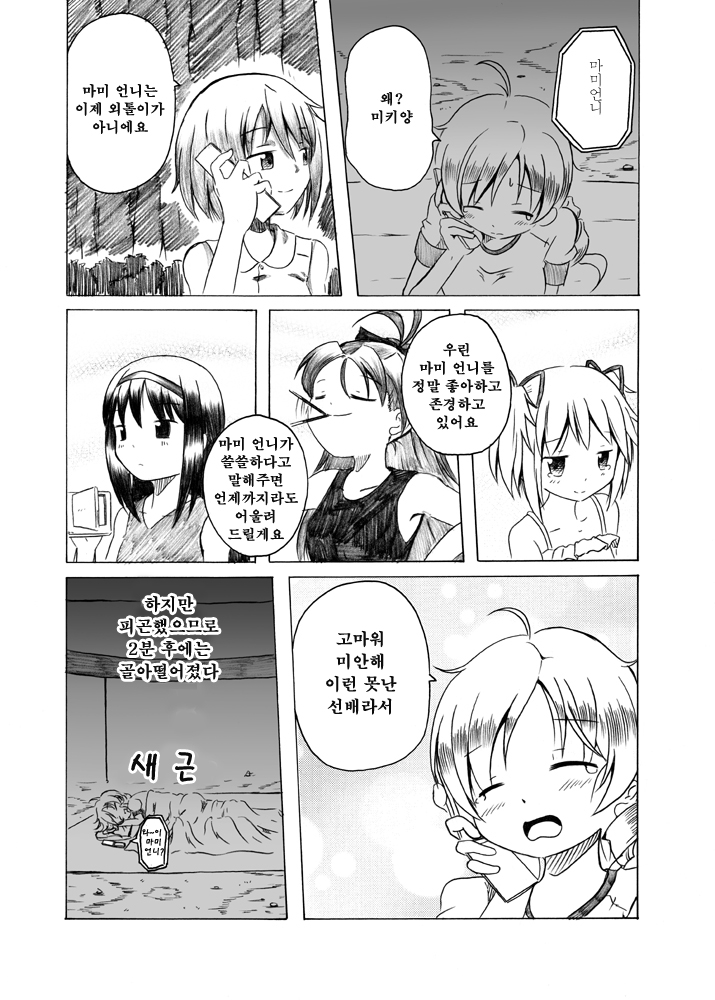 마미언니
왜?
미키양
마미 언니는
이제 외톨이가
아니에요
우린
마미 언니를
정말 좋아하고
존경하고
있어요
마미 언니가
쓸쓸하다고
말해주면
언제까지라도
어울려
드릴게요
고마워
미안해
이런 못난
선배라서
하지만
피곤했으므로
2분 후에는
골아떨어졌다
새근
마미
언니?